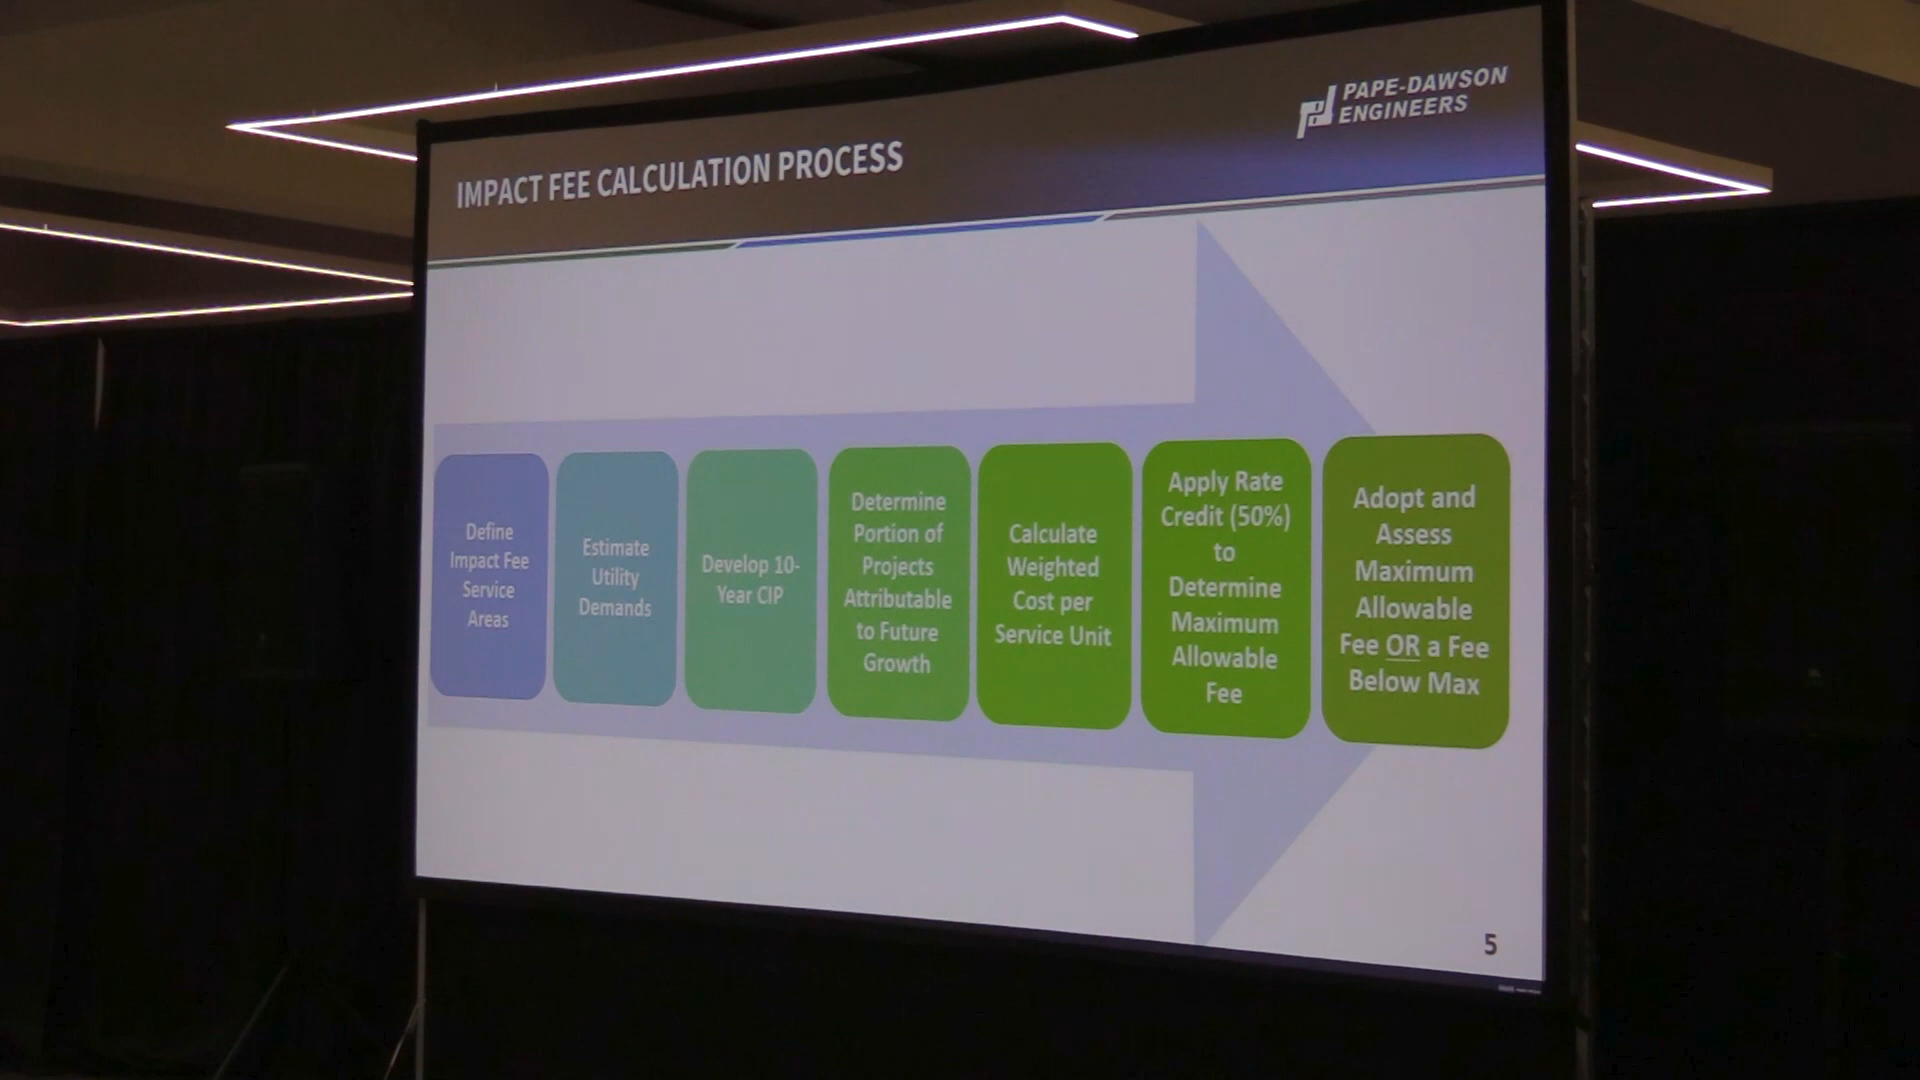 PAPE-DAWSON
ENGINEERS
IMPACT FEE CALCULATION PROCESS
Define
Impact Fee
Service
Areas
Estimate
Utility
Demands
Develop 10-
Year CIP
Determine
Portion of
Projects
Attributable
to Future
Growth
Calculate
Weighted
Cost per
Service Unit
Apply Rate
Credit (50%)
to
Determine
Maximum
Allowable
Fee
Adopt and
Assess
Maximum
Allowable
Fee OR a Fee
Below Max
5